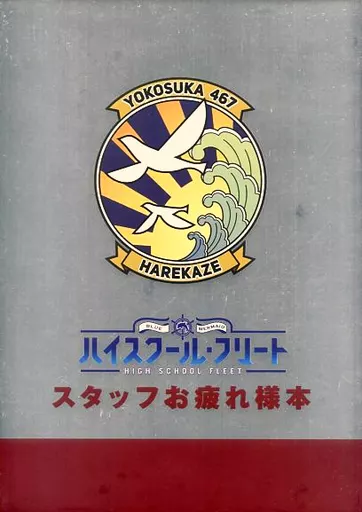 YOKOSUKA 467
HAREKAZE
BLUE MERMAID
ハイスクール・フリート
HIGH SCHOOL FLEET
スタッフお疲れ様本